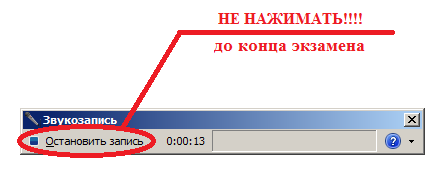 НЕ НАЖИМАТЬ!!!!
до конца экзамена
Звукозапись
Остановить запись 0:00:13
?